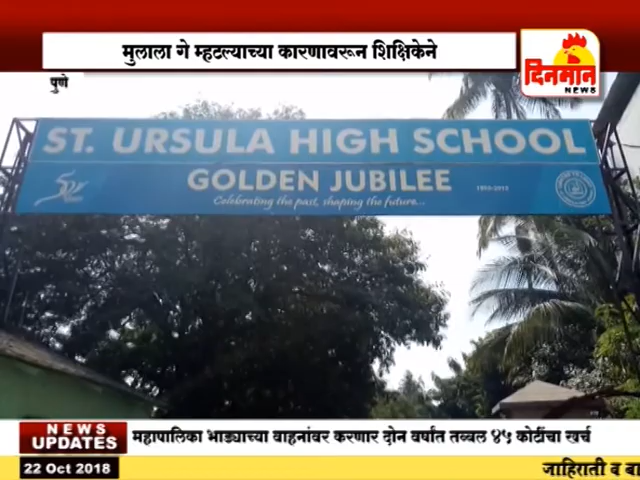 मुलाला गे म्हटल्याच्या कारणावरून शिक्षिकेने
दिनमान
NEWS
पुणे
ST. URSULA HIGH SCHOOL
GOLDEN JUBILEE
Celebrating the past, shaping the future...
NEWS
UPDATES
महापालिका भाड्याच्या वाहनांवर करणार दोन वर्षांत तब्बल ४५ कोटींचा खर्च
22 Oct 2018
जाहिराती व बा